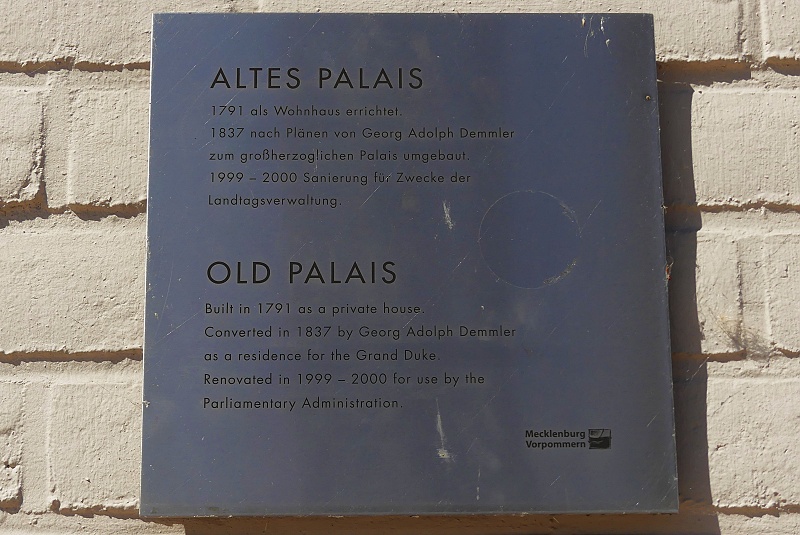 ALTES PALAIS
1791 als Wohnhaus errichtet.
1837 nach Plänen von Georg Adolph Demmler
zum großherzoglichen Palais umgebaut.
1999 – 2000 Sanierung für Zwecke der
Landtagsverwaltung.
OLD PALAIS
Built in 1791 as a private house.
Converted in 1837 by Georg Adolph Demmler
as a residence for the Grand Duke.
Renovated in 1999 – 2000 for use by the
Parliamentary Administration.
Mecklenburg
Vorpommern